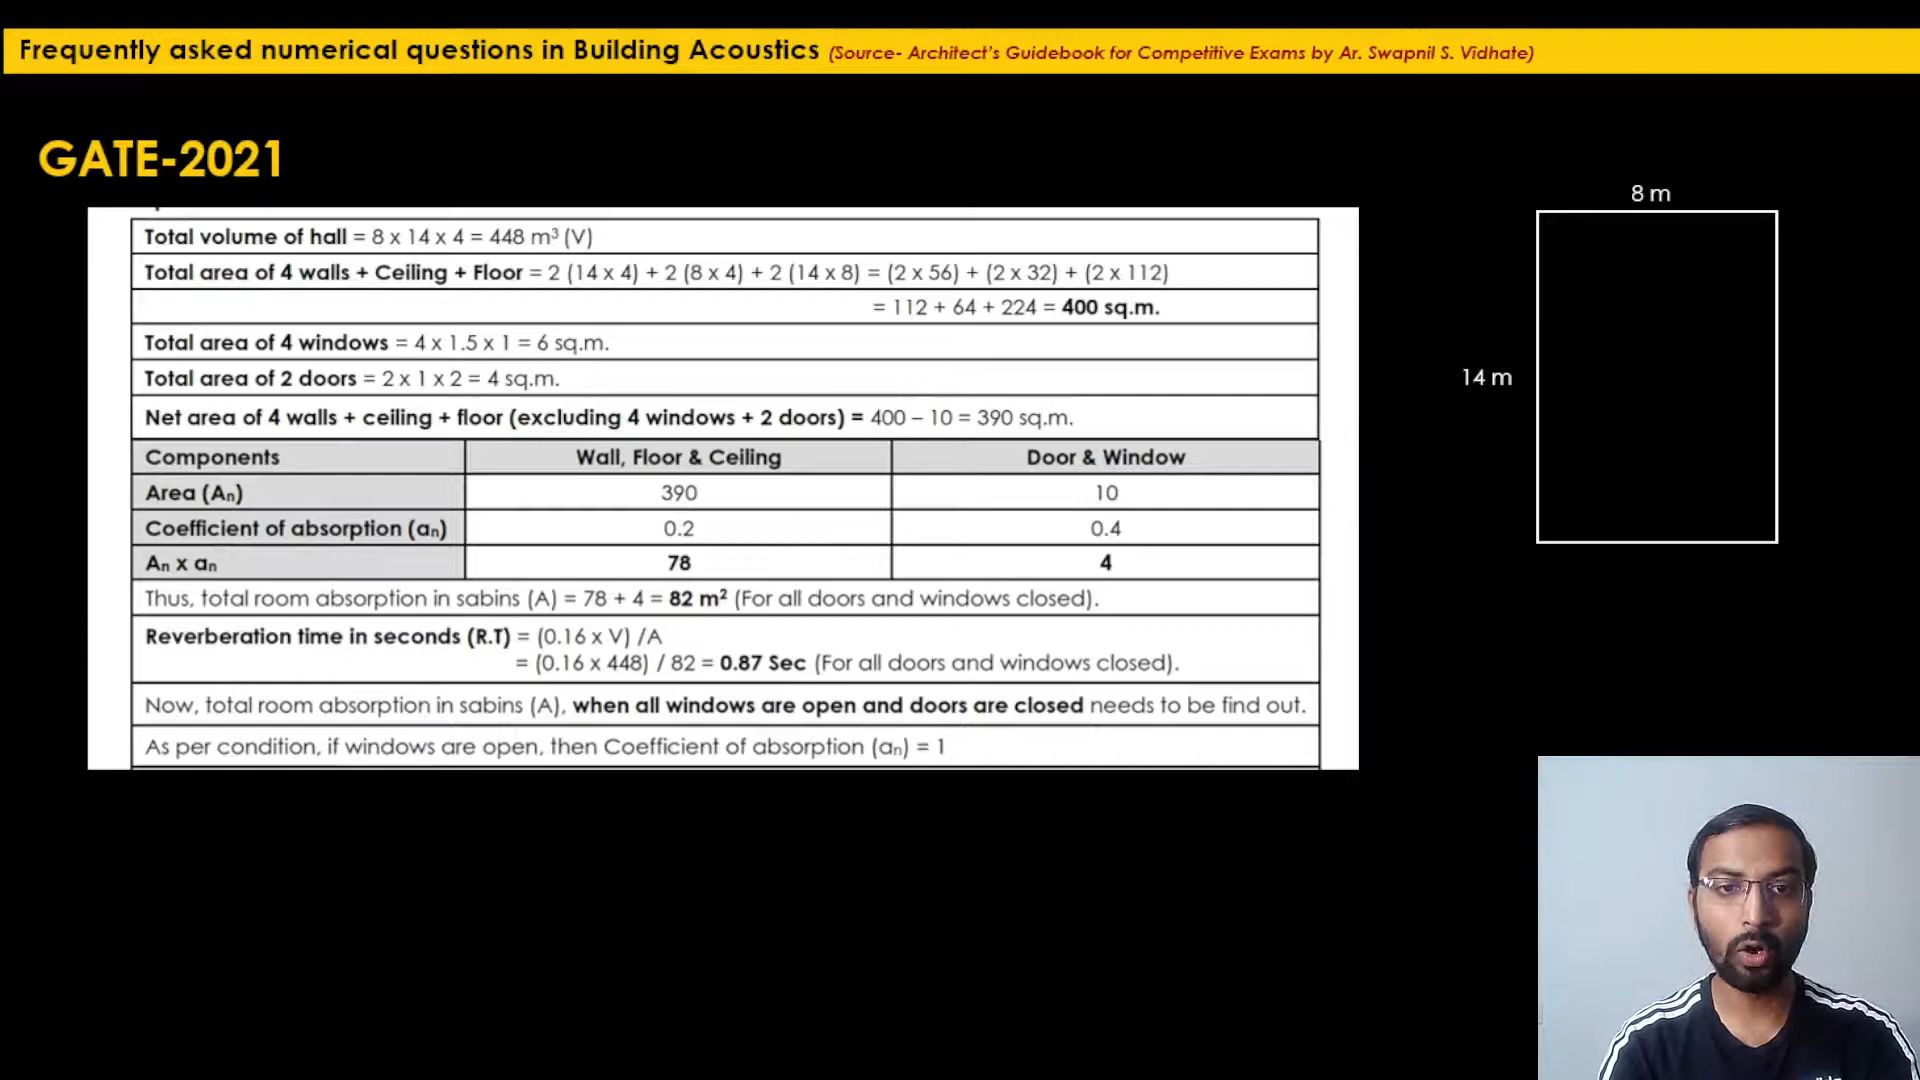 Frequently asked numerical questions in Building Acoustics (Source- Architect's Guidebook for Competitive Exams by Ar. Swapnil S. Vidhate)
GATE-2021
8 m
14 m
Total volume of hall = 8 x 14 x 4 = 448 m³ (V)
Total area of 4 walls + Ceiling + Floor = 2 (14 x 4) + 2 (8 x 4) + 2 (14 x 8) = (2 x 56) + (2 x 32) + (2 x 112)
= 112 + 64 + 224 = 400 sq.m.
Total area of 4 windows = 4 x 1.5 x 1 = 6 sq.m.
Total area of 2 doors = 2 x 1 x 2 = 4 sq.m.
Net area of 4 walls + ceiling + floor (excluding 4 windows + 2 doors) = 400 – 10 = 390 sq.m.
Components Wall, Floor & Ceiling Door & Window
Area (An) 390 10
Coefficient of absorption (an) 0.2 0.4
An x an 78 4
Thus, total room absorption in sabins (A) = 78 + 4 = 82 m² (For all doors and windows closed).
Reverberation time in seconds (R.T) = (0.16 x V) /A
= (0.16 x 448) / 82 = 0.87 Sec (For all doors and windows closed).
Now, total room absorption in sabins (A), when all windows are open and doors are closed needs to be find out.
As per condition, if windows are open, then Coefficient of absorption (an) = 1